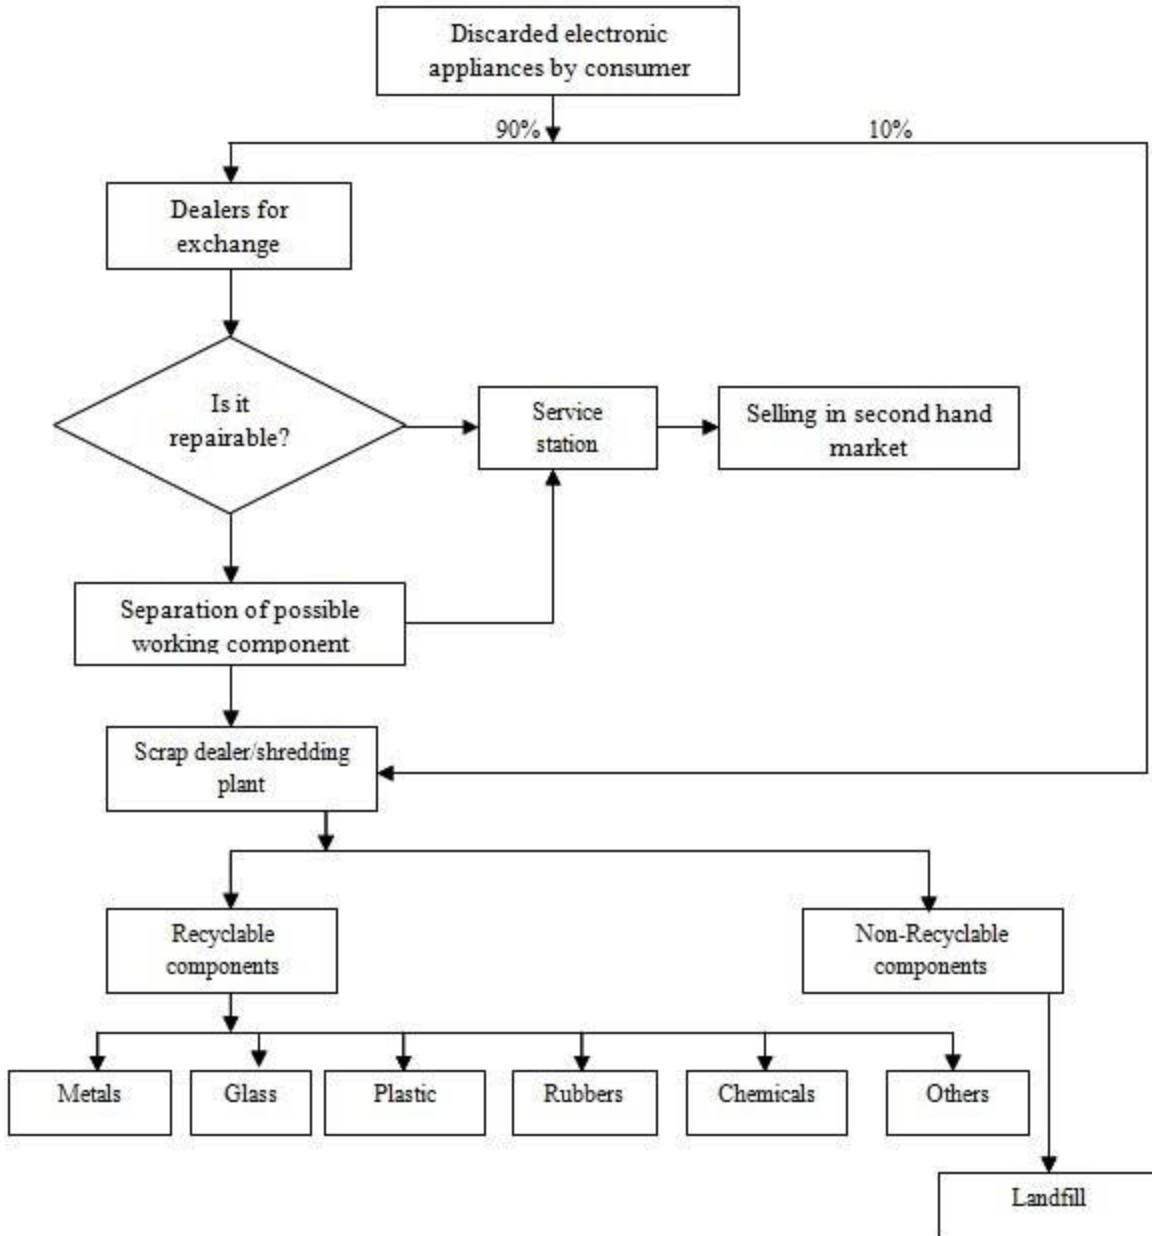 Discarded electronic
appliances by consumer
90%
10%
Dealers for
exchange
Is it
repairable?
Service
station
Selling in second hand
market
Separation of possible
working component
Scrap dealer/shredding
plant
Recyclable
components
Non-Recyclable
components
Metals
Glass
Plastic
Rubbers
Chemicals
Others
Landfill